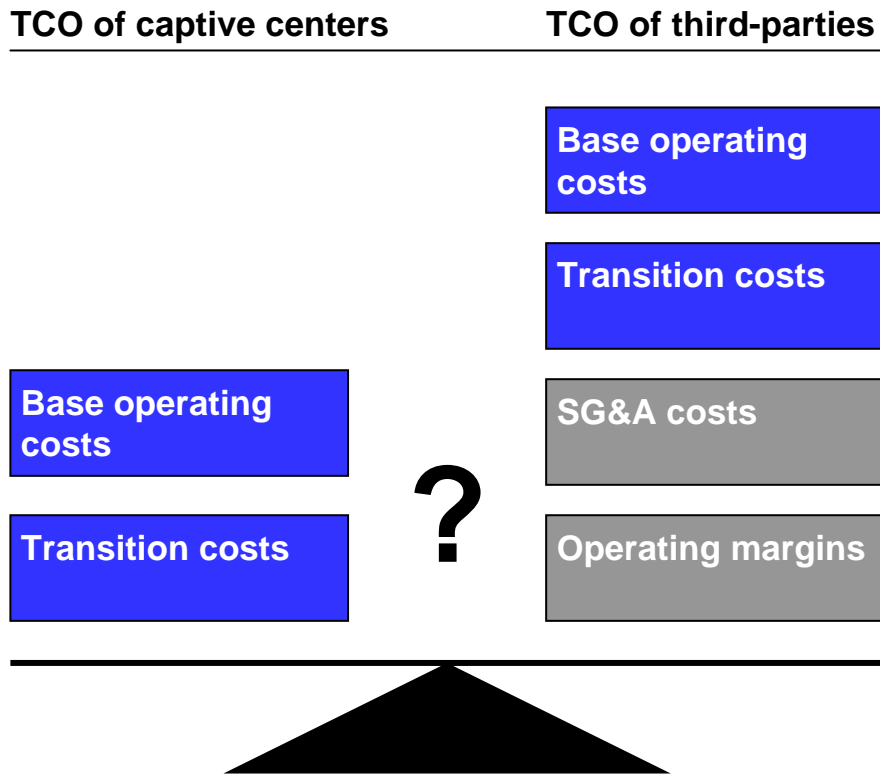 TCO of captive centers
TCO of third-parties
Base operating
costs
Transition costs
Base operating
costs
Transition costs
?
SG&A costs
Operating margins